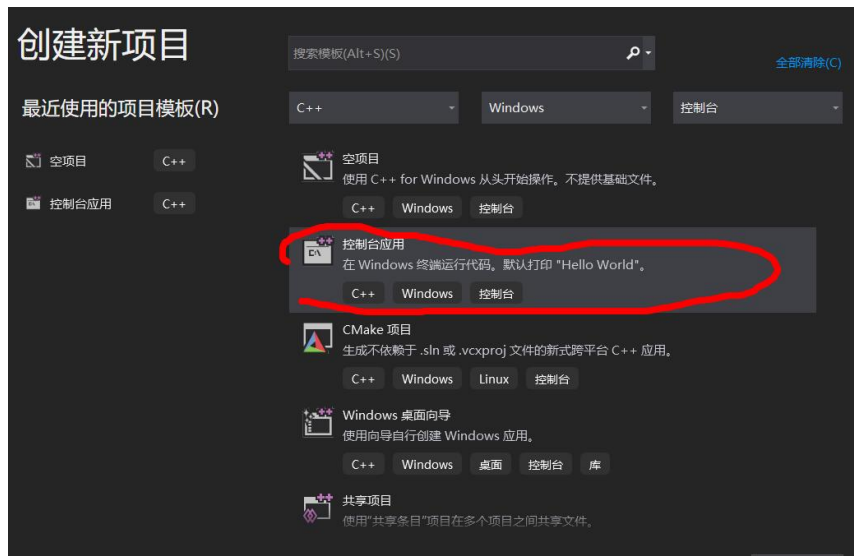 创建新项目
搜索模板(Alt+S)(S)
全部清除(C)
最近使用的项目模板(R)
C++ Windows 控制台
空项目 C++
控制台应用 C++
空项目
使用 C++ for Windows 从头开始操作。不提供基础文件。
C++ Windows 控制台
控制台应用
在 Windows 终端运行代码。默认打印 "Hello World"。
C++ Windows 控制台
CMake 项目
生成不依赖于 .sln 或 .vcxproj 文件的新式跨平台 C++ 应用。
C++ Windows Linux 控制台
Windows 桌面向导
使用向导自行创建 Windows 应用。
C++ Windows 桌面 控制台 库
共享项目
使用"共享条目"项目在多个项目之间共享文件。